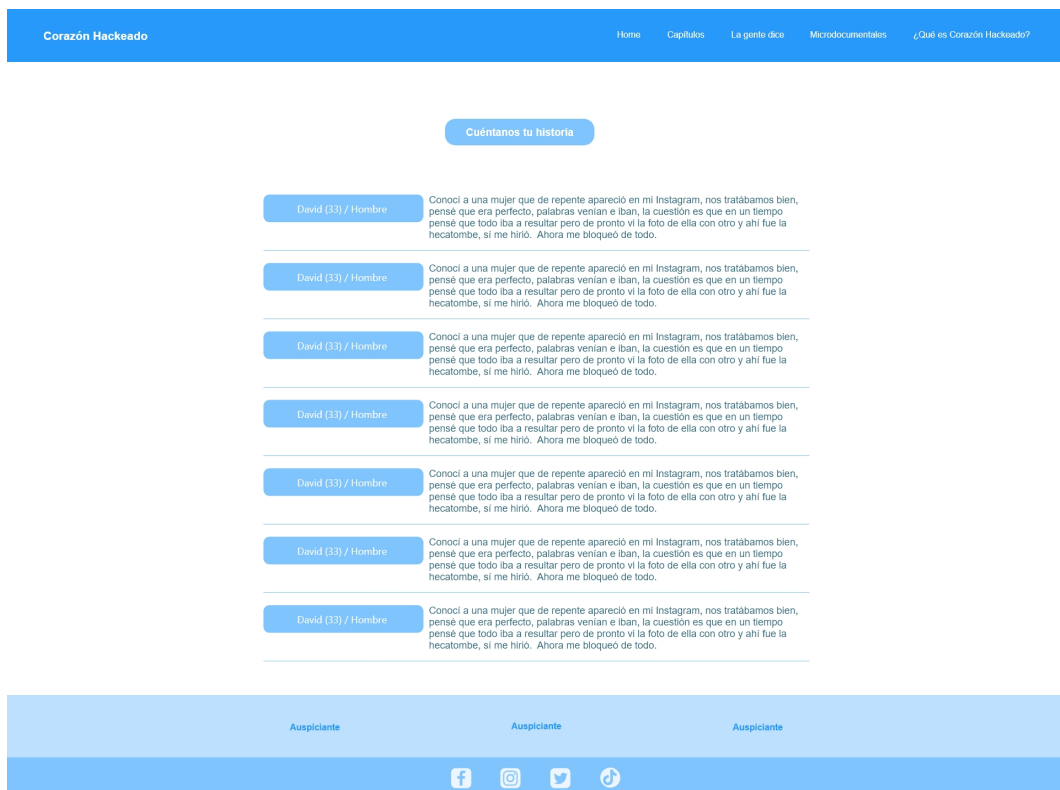 Corazón Hackeado
Home
Capítulos
La gente dice
Microdocumentales
¿Qué es Corazón Hackeado?
Cuéntanos tu historia
David (33) / Hombre
Conocí a una mujer que de repente apareció en mi Instagram, nos tratábamos bien,
pensé que era perfecto, palabras venían e iban, la cuestión es que en un tiempo
pensé que todo iba a resultar pero de pronto vi la foto de ella con otro y ahí fue la
hecatombe, sí me hirió.  Ahora me bloqueó de todo.
David (33) / Hombre
Conocí a una mujer que de repente apareció en mi Instagram, nos tratábamos bien,
pensé que era perfecto, palabras venían e iban, la cuestión es que en un tiempo
pensé que todo iba a resultar pero de pronto vi la foto de ella con otro y ahí fue la
hecatombe, sí me hirió.  Ahora me bloqueó de todo.
David (33) / Hombre
Conocí a una mujer que de repente apareció en mi Instagram, nos tratábamos bien,
pensé que era perfecto, palabras venían e iban, la cuestión es que en un tiempo
pensé que todo iba a resultar pero de pronto vi la foto de ella con otro y ahí fue la
hecatombe, sí me hirió.  Ahora me bloqueó de todo.
David (33) / Hombre
Conocí a una mujer que de repente apareció en mi Instagram, nos tratábamos bien,
pensé que era perfecto, palabras venían e iban, la cuestión es que en un tiempo
pensé que todo iba a resultar pero de pronto vi la foto de ella con otro y ahí fue la
hecatombe, sí me hirió.  Ahora me bloqueó de todo.
David (33) / Hombre
Conocí a una mujer que de repente apareció en mi Instagram, nos tratábamos bien,
pensé que era perfecto, palabras venían e iban, la cuestión es que en un tiempo
pensé que todo iba a resultar pero de pronto vi la foto de ella con otro y ahí fue la
hecatombe, sí me hirió.  Ahora me bloqueó de todo.
David (33) / Hombre
Conocí a una mujer que de repente apareció en mi Instagram, nos tratábamos bien,
pensé que era perfecto, palabras venían e iban, la cuestión es que en un tiempo
pensé que todo iba a resultar pero de pronto vi la foto de ella con otro y ahí fue la
hecatombe, sí me hirió.  Ahora me bloqueó de todo.
David (33) / Hombre
Conocí a una mujer que de repente apareció en mi Instagram, nos tratábamos bien,
pensé que era perfecto, palabras venían e iban, la cuestión es que en un tiempo
pensé que todo iba a resultar pero de pronto vi la foto de ella con otro y ahí fue la
hecatombe, sí me hirió.  Ahora me bloqueó de todo.
Auspiciante
Auspiciante
Auspiciante